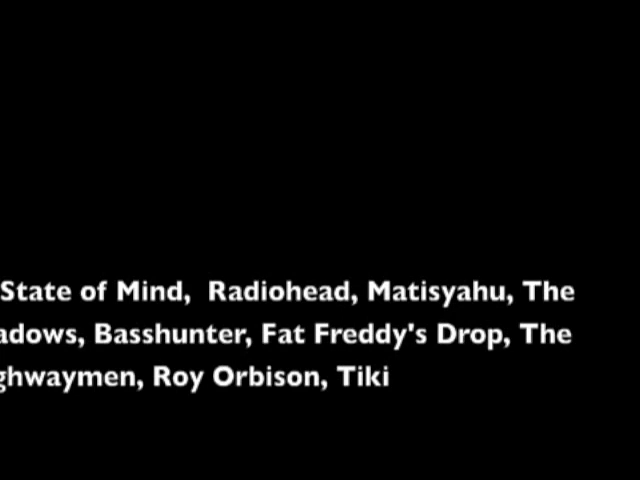 State of Mind,  Radiohead, Matisyahu, The
adows, Basshunter, Fat Freddy's Drop, The
ghwaymen, Roy Orbison, Tiki